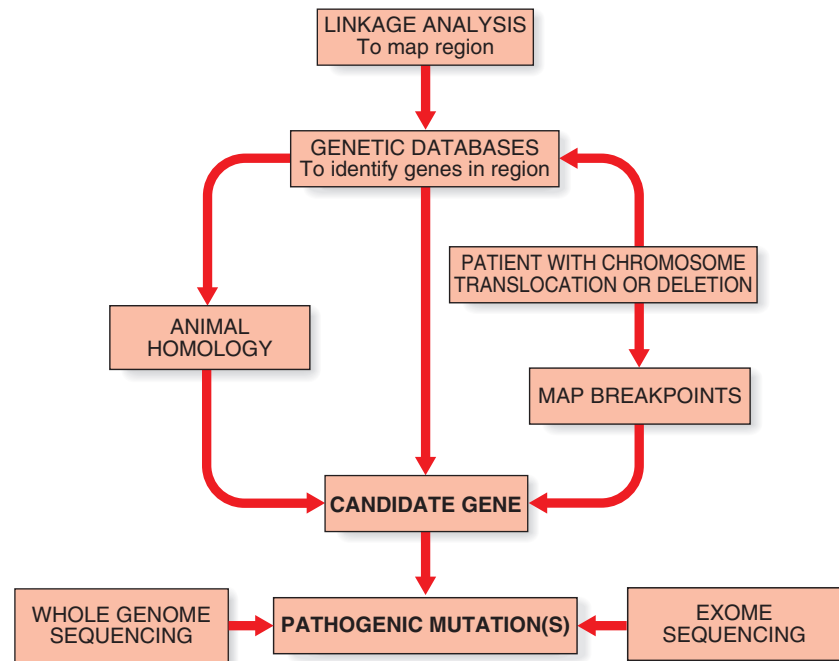 LINKAGE ANALYSIS
To map region
GENETIC DATABASES
To identify genes in region
PATIENT WITH CHROMOSOME
TRANSLOCATION OR DELETION
ANIMAL
HOMOLOGY
MAP BREAKPOINTS
CANDIDATE GENE
WHOLE GENOME
SEQUENCING
PATHOGENIC MUTATION(S)
EXOME
SEQUENCING